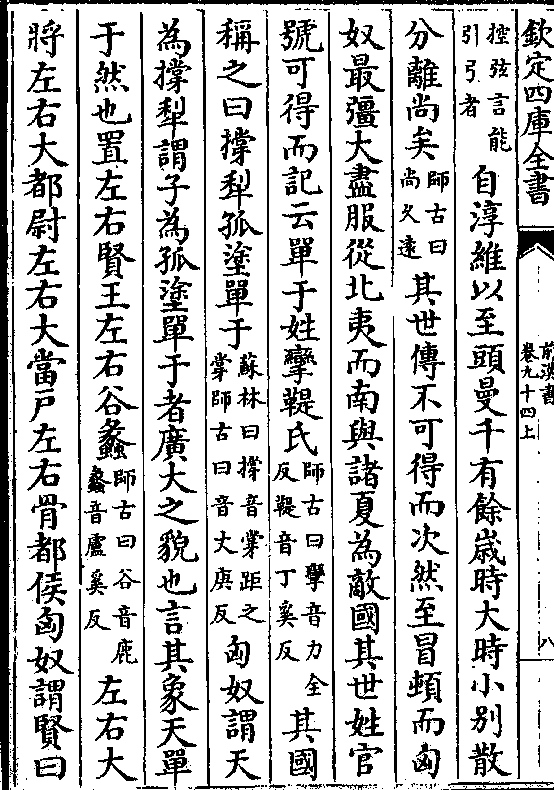 欽定四庫全書
前漢書
卷九十四上
八
控弦言能
引弓者
自淳維以至頭曼千有餘歲時大時小别散
分離尚矣
師古曰
尚久遠
其世傳不可得而次然至冒頓而匈
奴最彊大盡服從北夷而南與諸夏為敵國其世姓官
號可得而記云單于姓攣鞮氏
師古曰攣音力全
反鞮音丁奚反
其國
稱之曰撐犁孤塗單于
蘇林曰撐音掌距之
掌師古曰音丈庚反
匈奴謂天
為撐犁謂子為孤塗單于者廣大之貌也言其象天單
于然也置左右賢王左右谷蠡
師古曰谷音鹿
蠡音盧奚反
左右大
將左右大都尉左右大當戶左右骨都侯匈奴謂賢曰